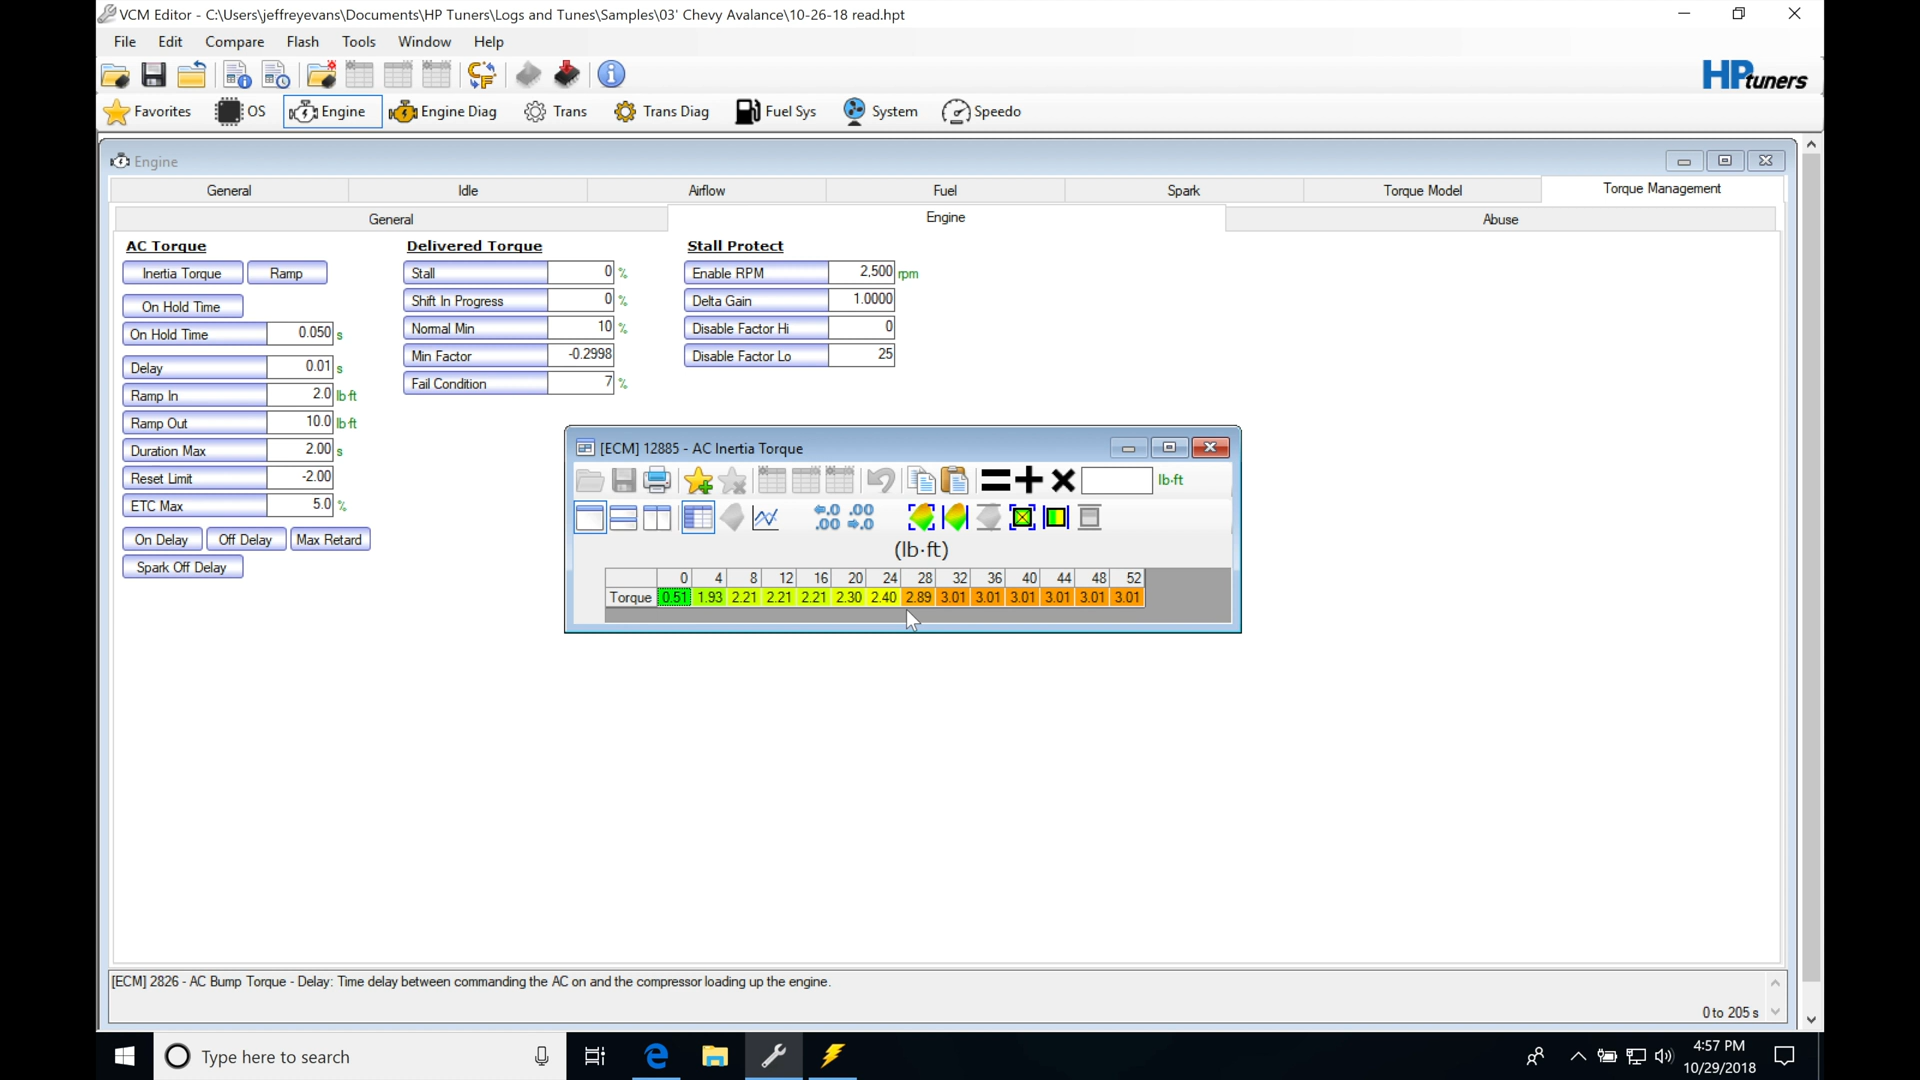 VCM Editor - C:\Users\jeffreyevans\Documents\HP Tuners\Logs and Tunes\Samples\03' Chevy Avalance\10-26-18 read.hpt
File Edit Compare Flash Tools Window Help
HPtuners
Favorites OS Engine Engine Diag Trans Trans Diag Fuel Sys System Speedo
Engine
General Idle Airflow Fuel Spark Torque Model Torque Management
General Engine Abuse
AC Torque Delivered Torque Stall Protect
Inertia Torque Ramp Stall 0 % Enable RPM 2,500 rpm
On Hold Time Shift In Progress 0 % Delta Gain 1.0000
On Hold Time 0.050 s Normal Min 10 % Disable Factor Hi 0
Delay 0.01 s Min Factor -0.2998 Disable Factor Lo 25
Ramp In 2.0 lb·ft Fail Condition 7 %
Ramp Out 10.0 lb·ft
Duration Max 2.00 s
Reset Limit -2.00
ETC Max 5.0 %
On Delay Off Delay Max Retard
Spark Off Delay
[ECM] 12885 - AC Inertia Torque
lb·ft
.0 .00
.00 .0
(lb·ft)
0 4 8 12 16 20 24 28 32 36 40 44 48 52
Torque 0.51 1.93 2.21 2.21 2.21 2.30 2.40 2.89 3.01 3.01 3.01 3.01 3.01 3.01
[ECM] 2826 - AC Bump Torque - Delay: Time delay between commanding the AC on and the compressor loading up the engine.
0 to 205 s
Type here to search
4:57 PM
10/29/2018